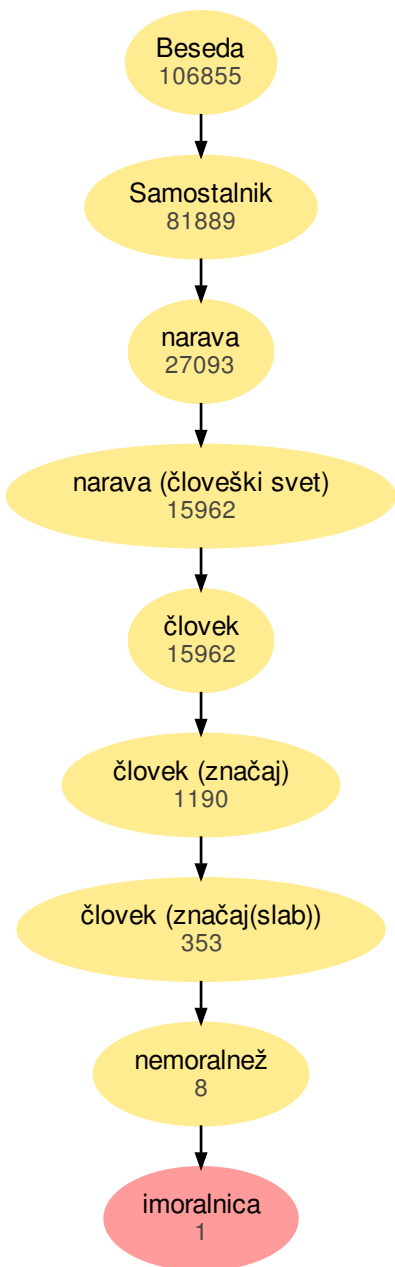 Beseda
106855
Samostalnik
81889
narava
27093
narava (človeški svet)
15962
človek
15962
človek (značaj)
1190
človek (značaj(slab))
353
nemoralnež
8
imoralnica
1